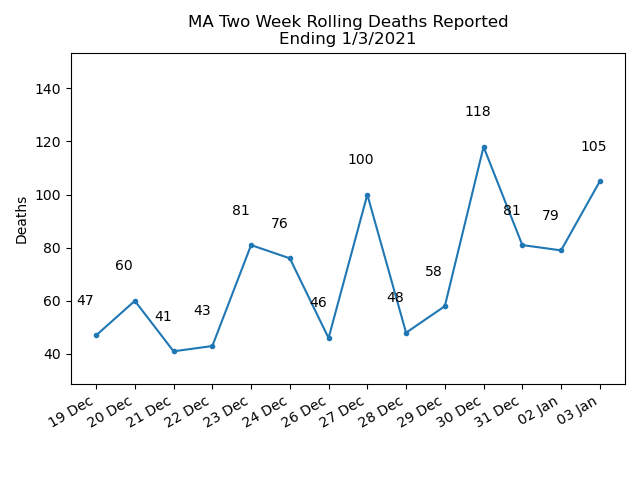 MA Two Week Rolling Deaths Reported
Ending 1/3/2021
140
120
100
80
60
40
Deaths
47
60
41
43
81
76
46
100
48
58
118
81
79
105
19 Dec
20 Dec
21 Dec
22 Dec
23 Dec
24 Dec
26 Dec
27 Dec
28 Dec
29 Dec
30 Dec
31 Dec
02 Jan
03 Jan